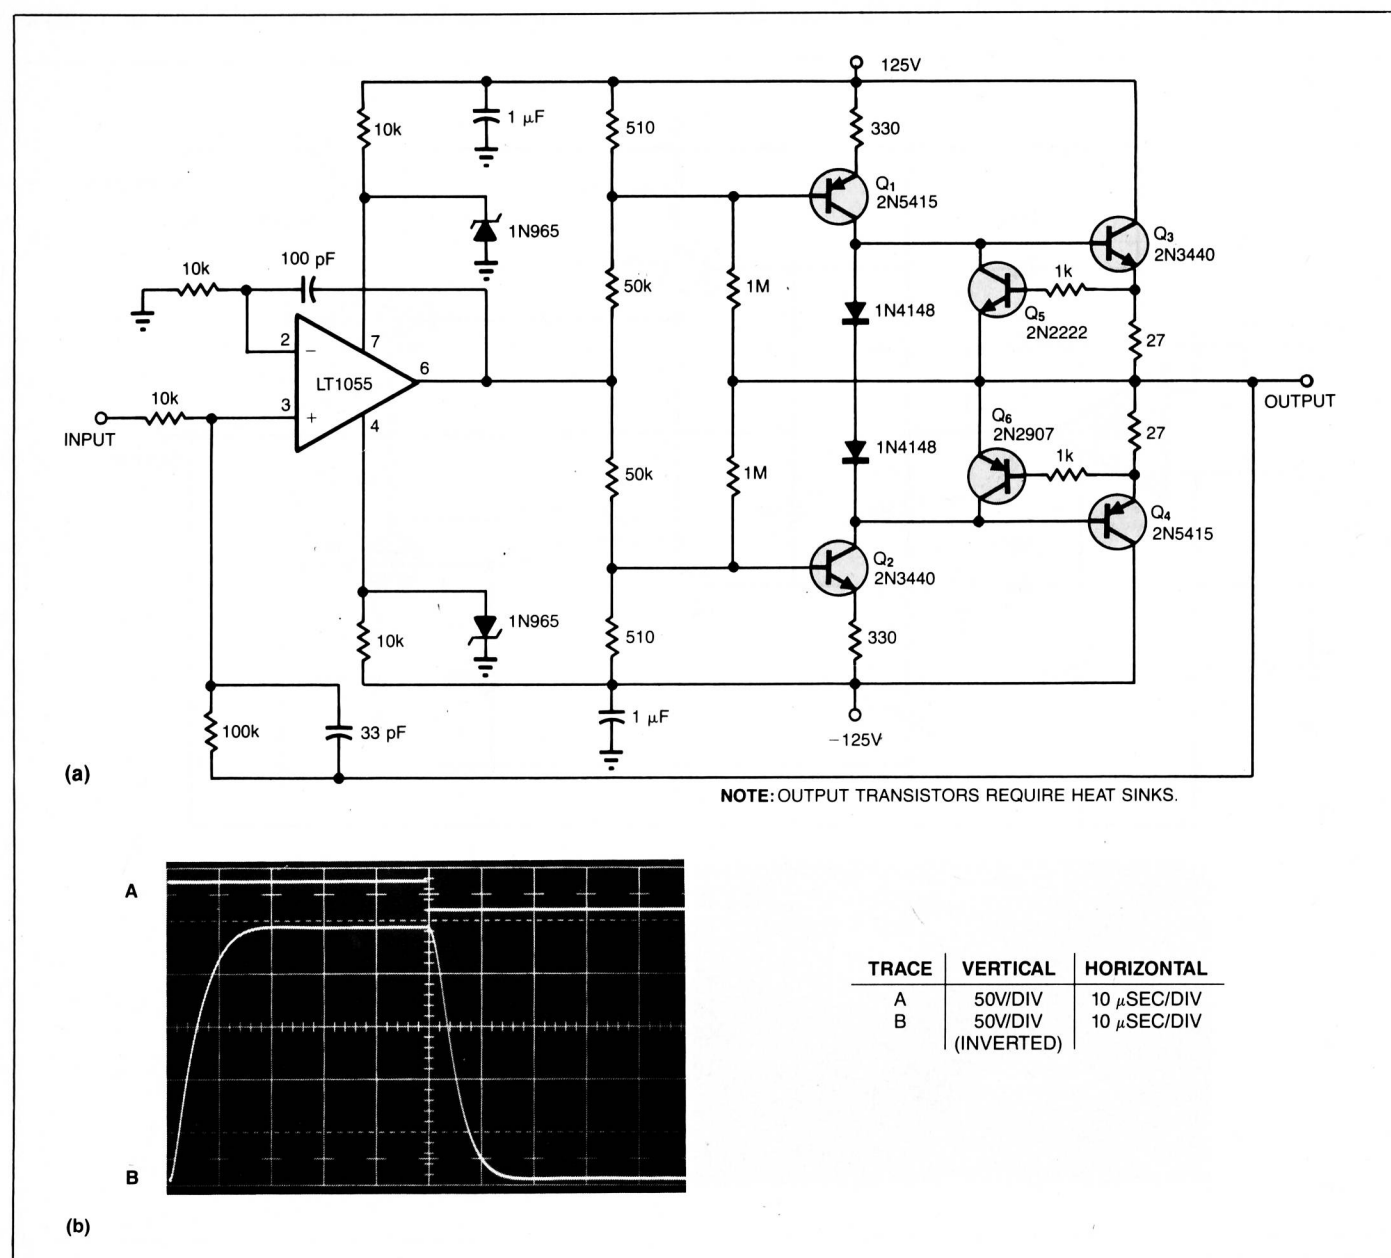 125V
10k
1 μF
510
330
Q1
2N5415
1N965
Q3
2N3440
100 pF
10k
50k
1M
1N4148
1k
Q5
2N2222
27
2
7
LT1055
6
3
4
10k
INPUT
OUTPUT
Q6
2N2907
27
50k
1M
1N4148
1k
Q4
2N5415
Q2
2N3440
1N965
10k
510
330
100k
33 pF
1 μF
−125V
(a)
NOTE: OUTPUT TRANSISTORS REQUIRE HEAT SINKS.
A
B
TRACE VERTICAL HORIZONTAL
A 50V/DIV 10 μSEC/DIV
B 50V/DIV 10 μSEC/DIV
(INVERTED)
(b)